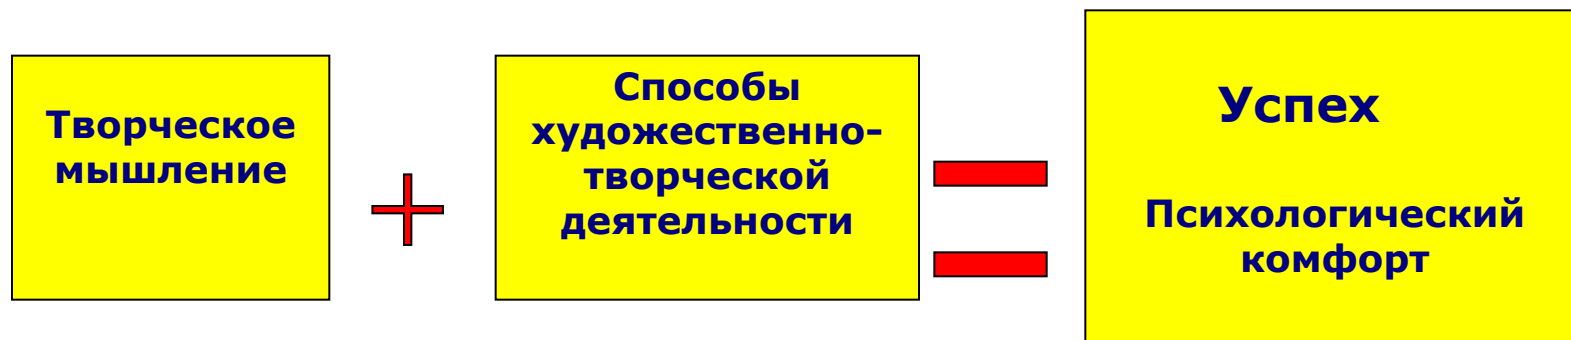 Творческое
мышление
Способы
художественно-
творческой
деятельности
Успех
Психологический
комфорт